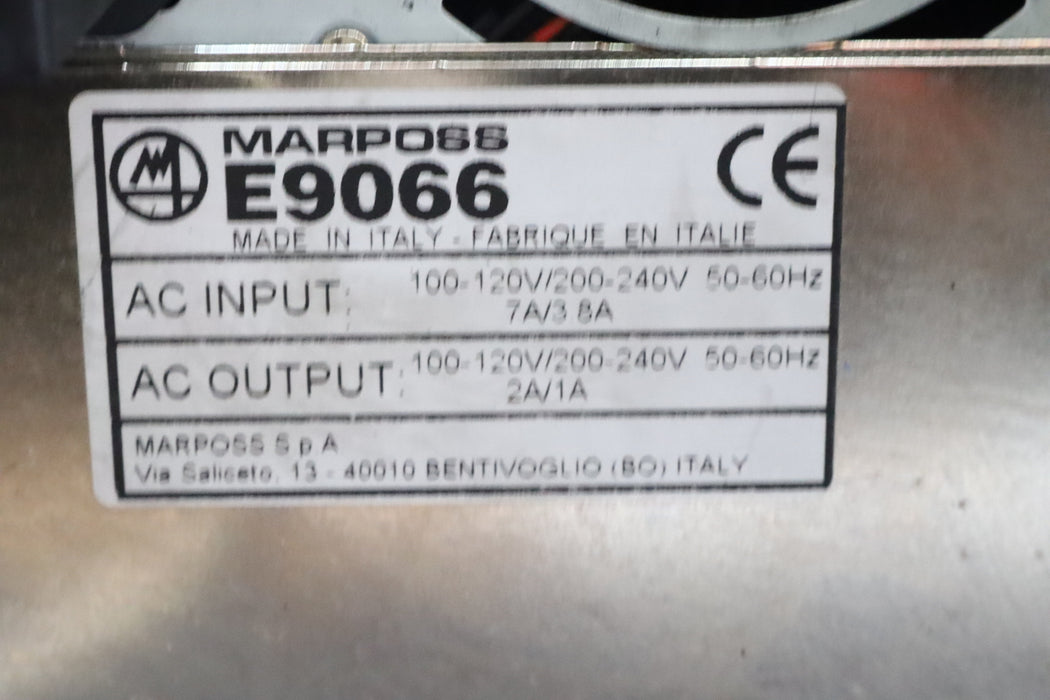 MARPOSS
E9066
CE
MADE IN ITALY - FABRIQUE EN ITALIE
AC INPUT: 100-120V/200-240V 50-60Hz
7A/3.8A
AC OUTPUT: 100-120V/200-240V 50-60Hz
2A/1A
MARPOSS S.p.A
Via Saliceto, 13 - 40010 BENTIVOGLIO (BO) ITALY